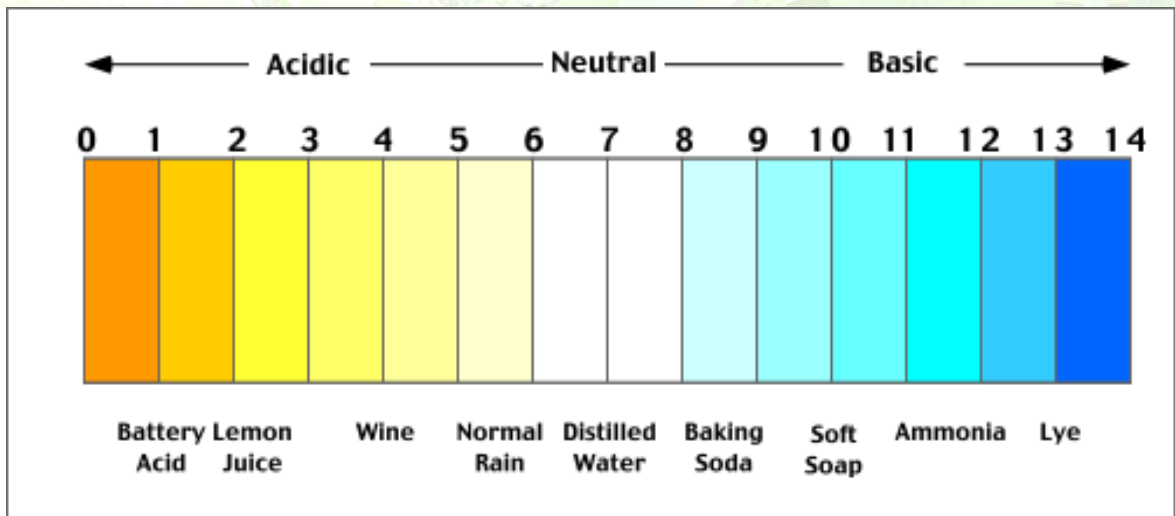 Acidic Neutral Basic
0 1 2 3 4 5 6 7 8 9 10 11 12 13 14
Battery Lemon Wine Normal Distilled Baking Soft Ammonia Lye
Acid Juice Rain Water Soda Soap